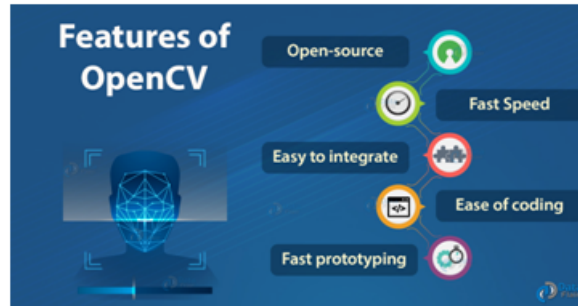 Features of
OpenCV
Open-source
Fast Speed
Easy to integrate
Ease of coding
Fast prototyping